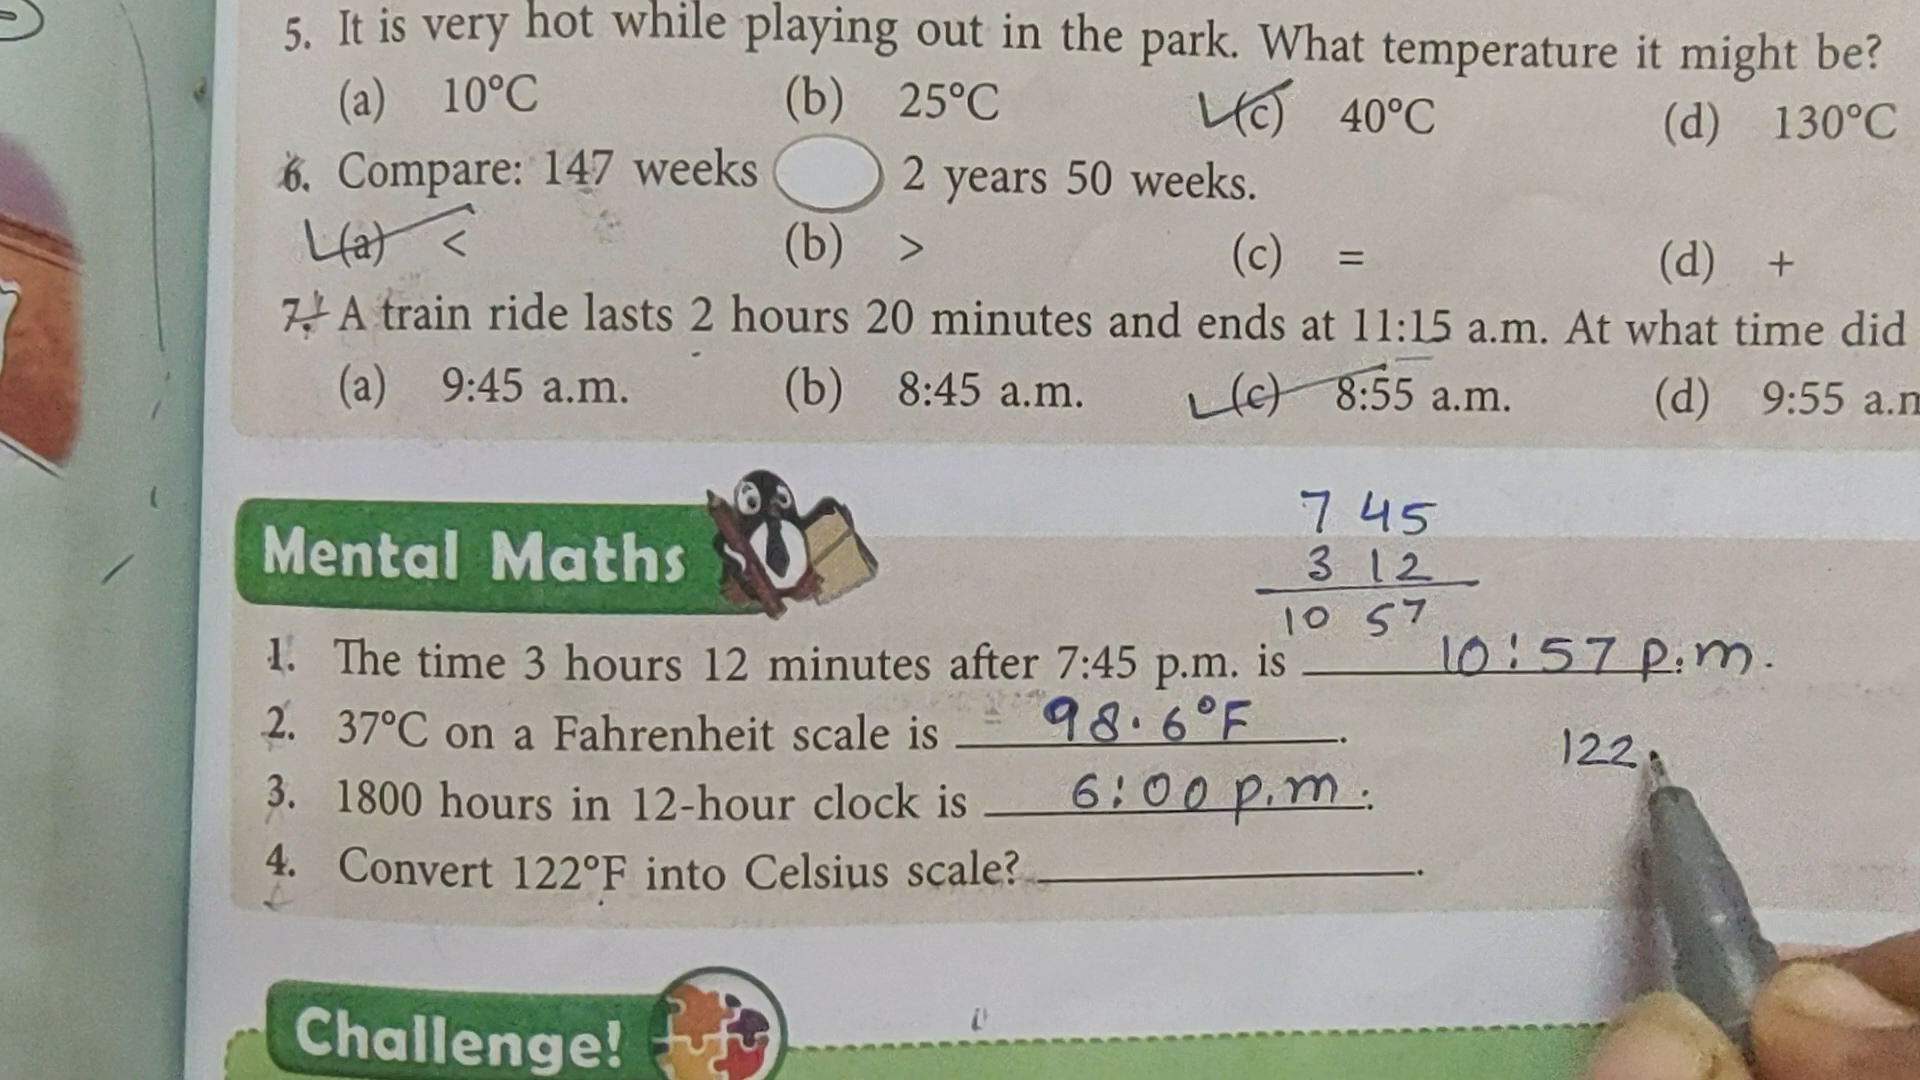 5. It is very hot while playing out in the park. What temperature it might be?
(a) 10°C (b) 25°C (c) 40°C (d) 130°C
6. Compare: 147 weeks 2 years 50 weeks.
(a) < (b) > (c) = (d) +
7. A train ride lasts 2 hours 20 minutes and ends at 11:15 a.m. At what time did
(a) 9:45 a.m. (b) 8:45 a.m. (c) 8:55 a.m. (d) 9:55
Mental Maths
7 45
3 12
10 57
1. The time 3 hours 12 minutes after 7:45 p.m. is 10:57 p.m.
2. 37°C on a Fahrenheit scale is 98.6°F.
122
3. 1800 hours in 12-hour clock is 6:00 p.m.
4. Convert 122°F into Celsius scale? .
Challenge!